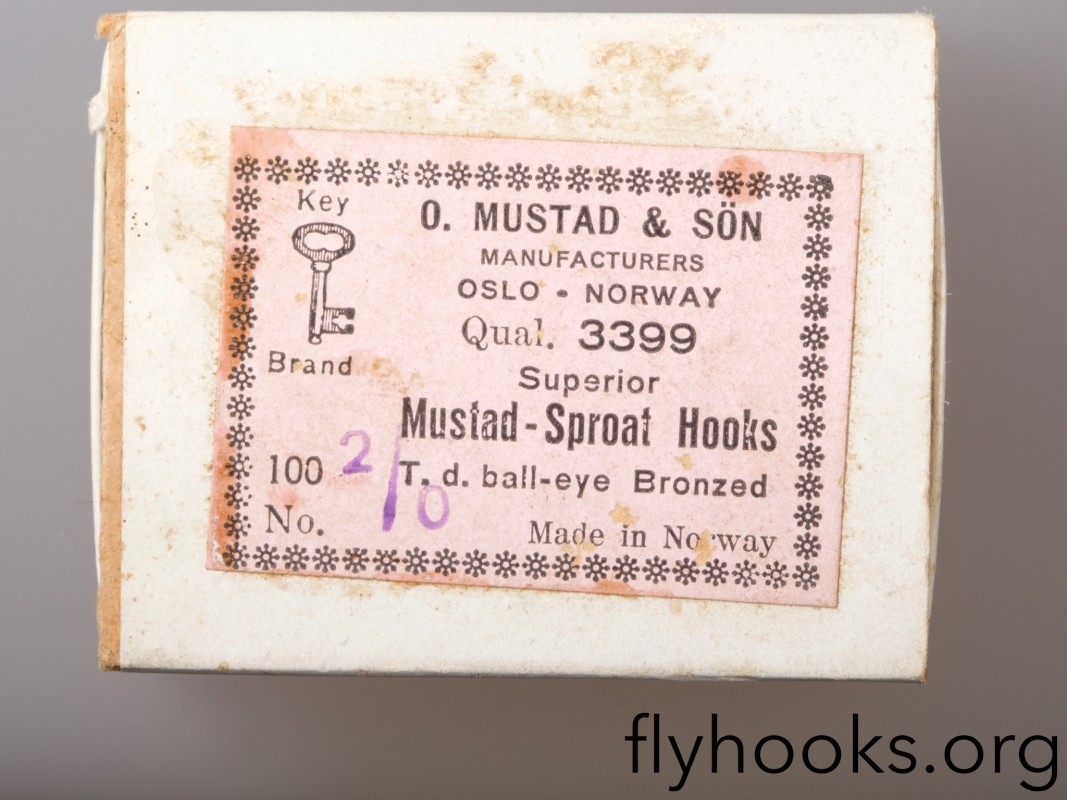 Key
Brand
O. MUSTAD & SÖN
MANUFACTURERS
OSLO - NORWAY
Qual. 3399
Superior
Mustad-Sproat Hooks
T. d. ball-eye Bronzed
100
No. 2/0
Made in Norway
flyhooks.org